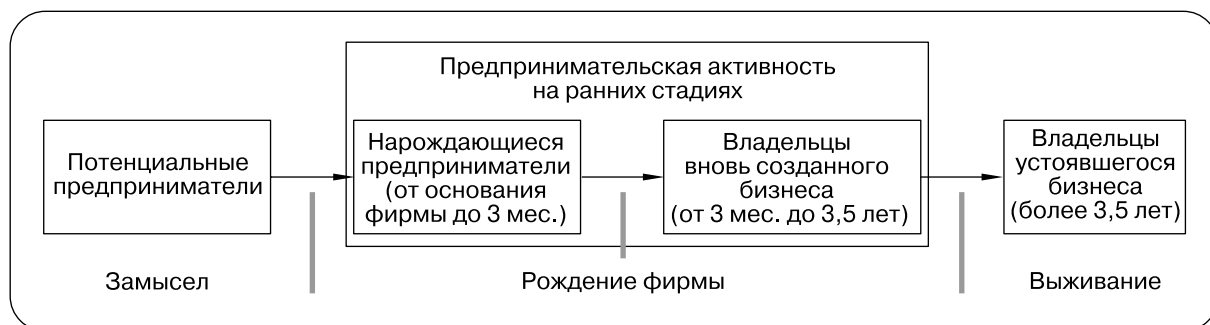 Предпринимательская активность
на ранних стадиях
Потенциальные
предприниматели
Нарождающиеся
предприниматели
(от основания
фирмы до 3 мес.)
Владельцы
вновь созданного
бизнеса
(от 3 мес. до 3,5 лет)
Владельцы
устоявшегося
бизнеса
(более 3,5 лет)
Замысел
Рождение фирмы
Выживание